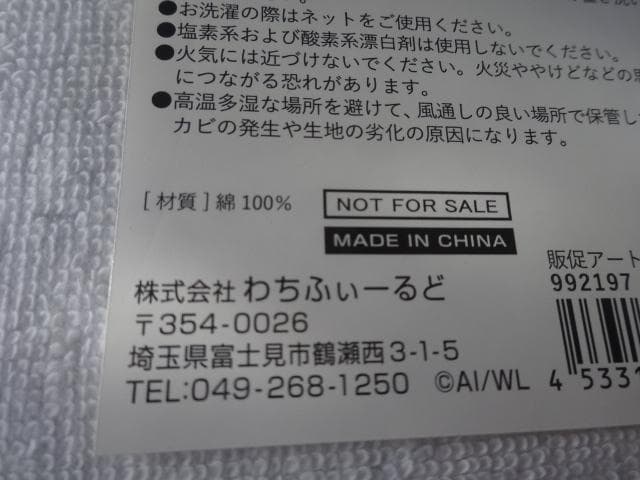 ●お洗濯の際はネットをご使用ください。
●塩素系および酸素系漂白剤は使用しないでください。
●火気には近づけないでください。火災ややけどなどの
につながる恐れがあります。
●高温多湿な場所を避けて、風通しの良い場所で保管し
カビの発生や生地の劣化の原因になります。
[材質]綿100%
NOT FOR SALE
MADE IN CHINA
販促アート
992197
株式会社 わちふぃーるど
〒354-0026
埼玉県富士見市鶴瀬西3-1-5
TEL:049-268-1250 ©AI/WL
4 5331